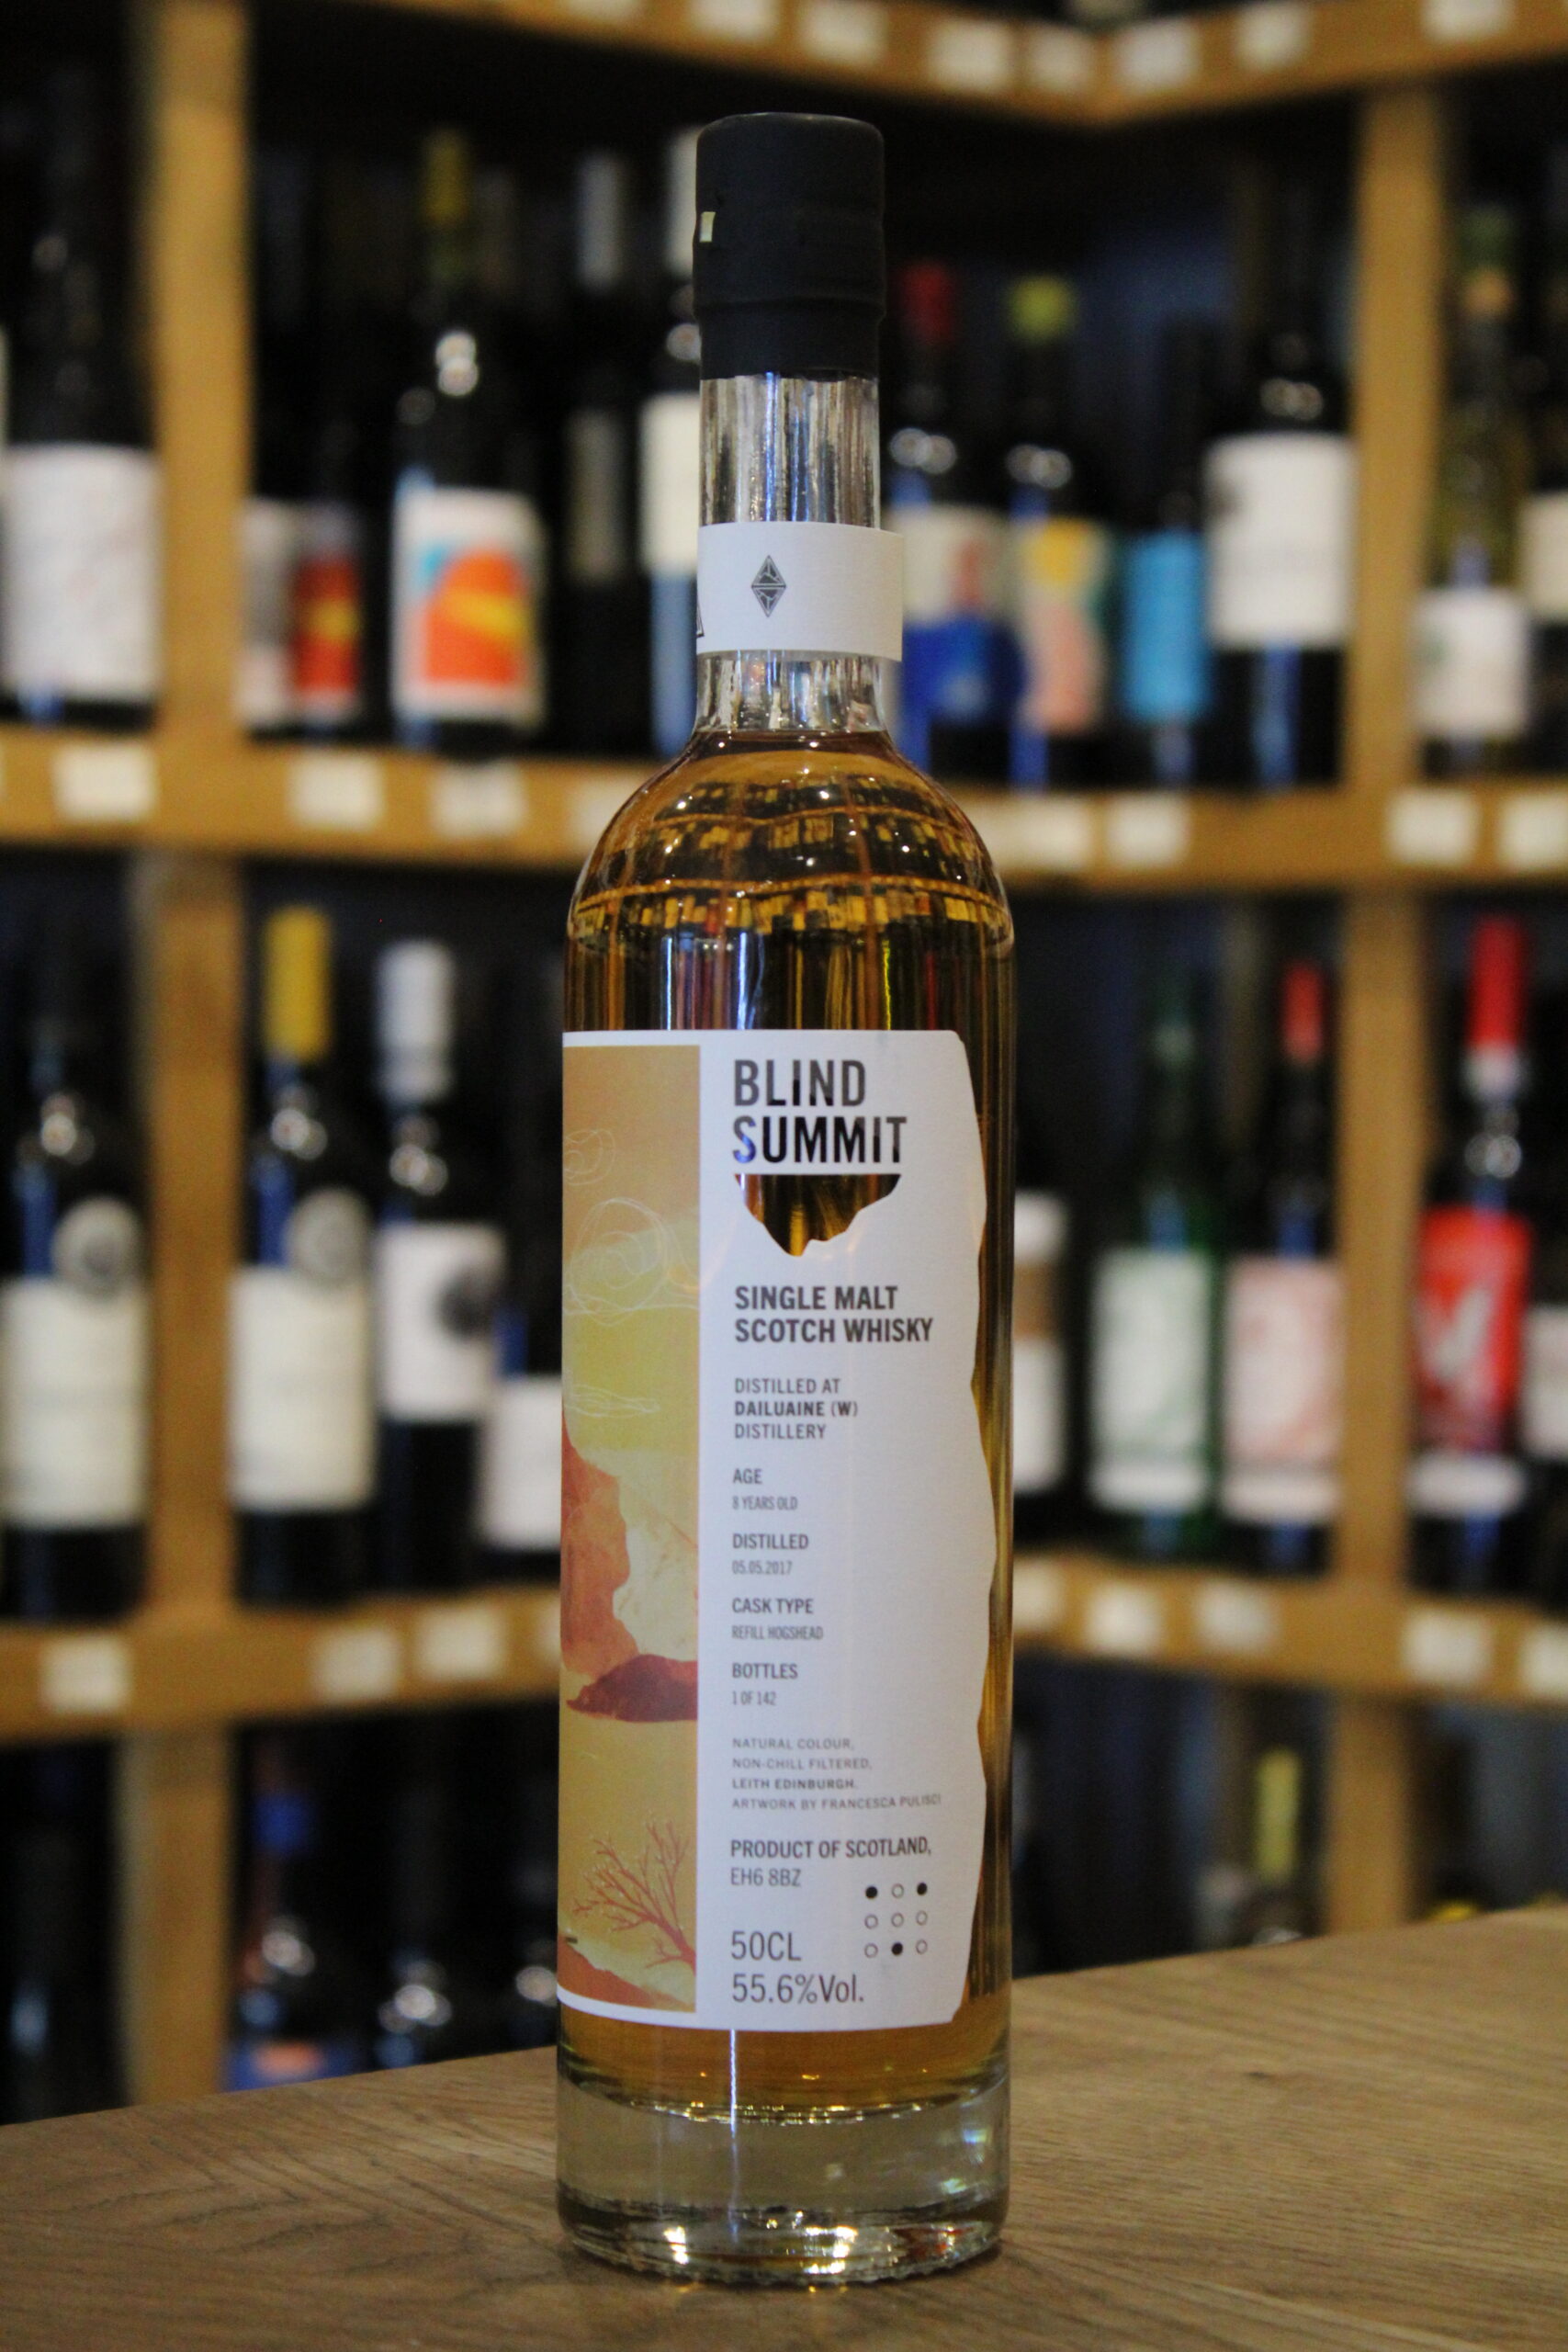 BLIND
SUMMIT
SINGLE MALT
SCOTCH WHISKY
DISTILLED AT
DAILUAINE (W)
DISTILLERY
AGE
8 YEARS OLD
DISTILLED
05.05.2017
CASK TYPE
REFILL HOGSHEAD
BOTTLES
1 OF 142
NATURAL COLOUR,
NON-CHILL FILTERED,
LEITH EDINBURGH.
ARTWORK BY FRANCESCA PULISCI
PRODUCT OF SCOTLAND,
EH6 8BZ
50CL
55.6%Vol.